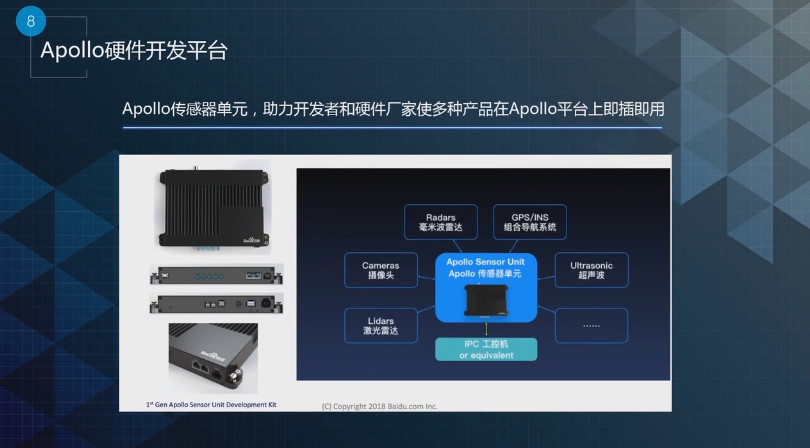 8
Apollo硬件开发平台
Apollo传感器单元，助力开发者和硬件厂家使多种产品在Apollo平台上即插即用
Radars
毫米波雷达
GPS/INS
组合导航系统
Cameras
摄像头
Apollo Sensor Unit
Apollo 传感器单元
Ultrasonic
超声波
Lidars
激光雷达
......
IPC 工控机
or equivalent
1st Gen Apollo Sensor Unit Development Kit
(C) Copyright 2018 Baidu.com Inc.